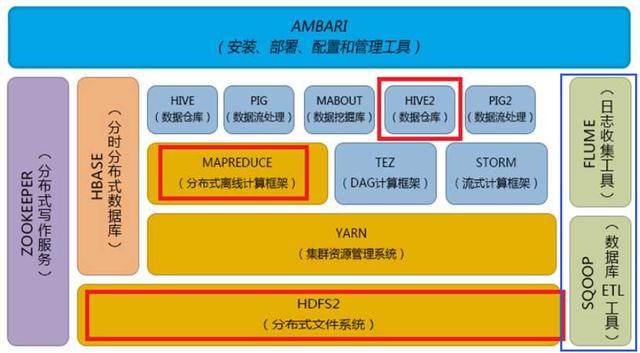 AMBARI
（安装、部署、配置和管理工具）
ZOOKEEPER
（分布式写作服务）
HBASE
（分时分布式数据库）
HIVE
（数据仓库）
PIG
（数据流处理）
MABOUT
（数据挖掘库）
HIVE2
（数据仓库）
PIG2
（数据流处理）
MAPREDUCE
（分布式离线计算框架）
TEZ
（DAG计算框架）
STORM
（流式计算框架）
YARN
（集群资源管理系统）
HDFS2
（分布式文件系统）
FLUME
（日志收集工具）
SQOOP
（数据库ETL工具）